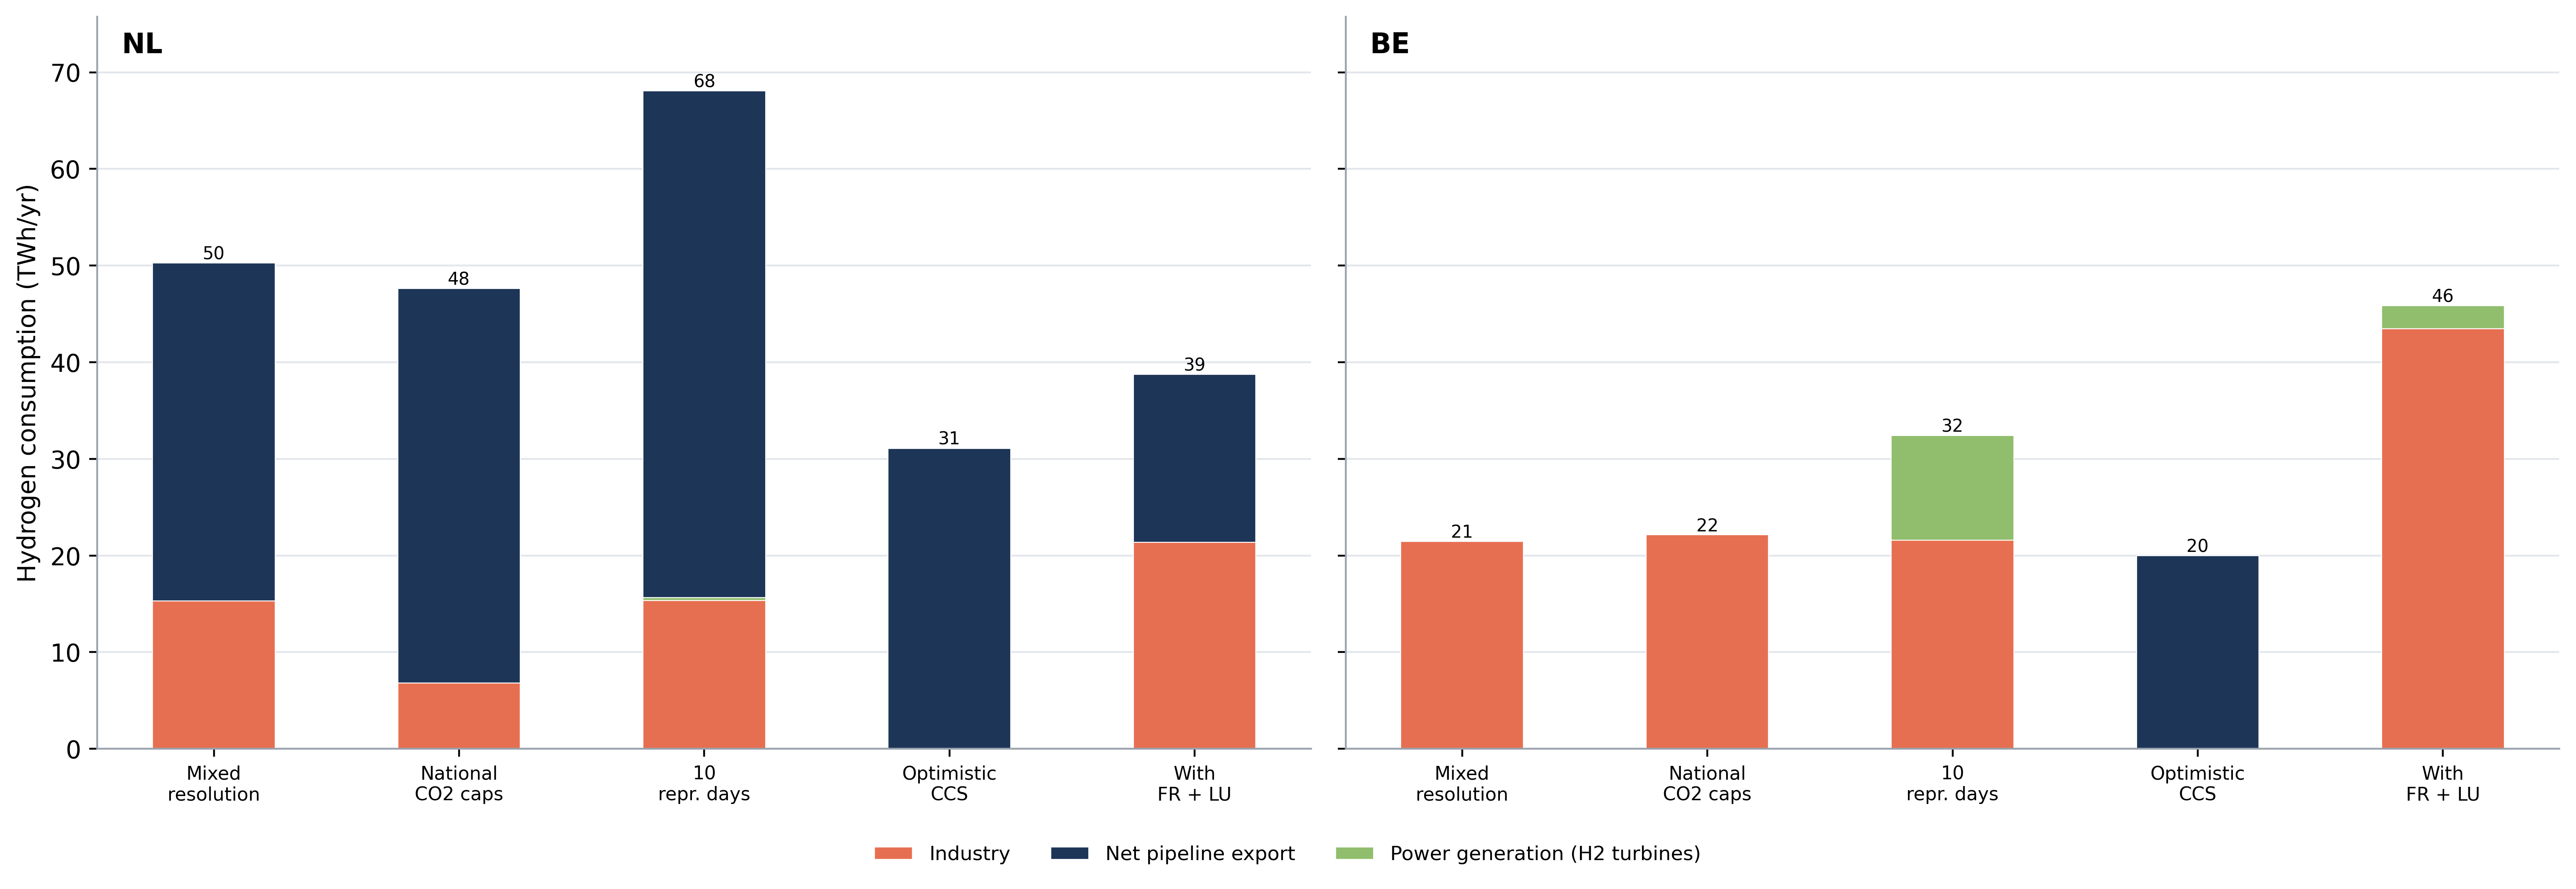 NL
BE
Hydrogen consumption (TWh/yr)
70
60
50
40
30
20
10
0
50
48
68
31
39
21
22
32
20
46
Mixed
resolution
National
CO2 caps
10
repr. days
Optimistic
CCS
With
FR + LU
Mixed
resolution
National
CO2 caps
10
repr. days
Optimistic
CCS
With
FR + LU
Industry
Net pipeline export
Power generation (H2 turbines)